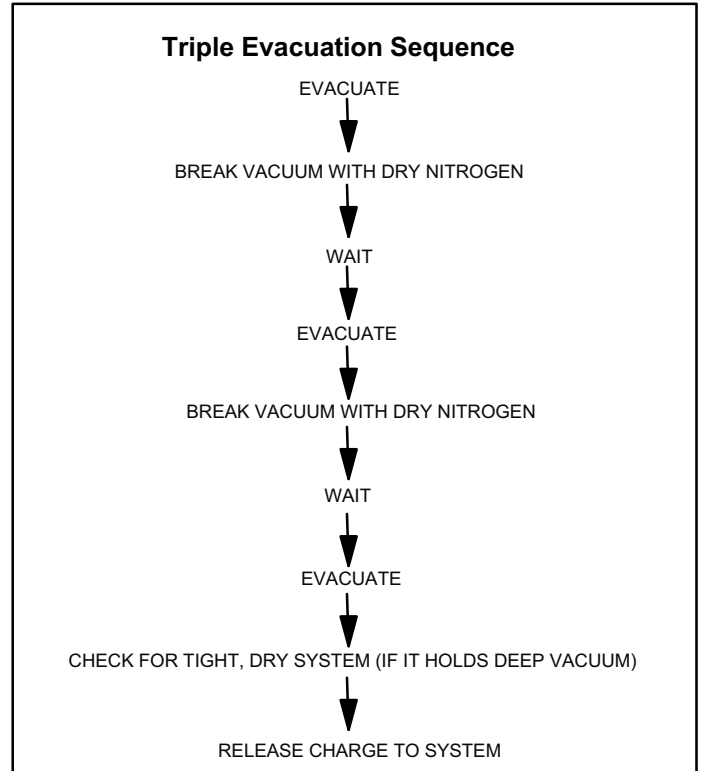 Triple Evacuation Sequence
EVACUATE
BREAK VACUUM WITH DRY NITROGEN
WAIT
EVACUATE
BREAK VACUUM WITH DRY NITROGEN
WAIT
EVACUATE
CHECK FOR TIGHT, DRY SYSTEM (IF IT HOLDS DEEP VACUUM)
RELEASE CHARGE TO SYSTEM